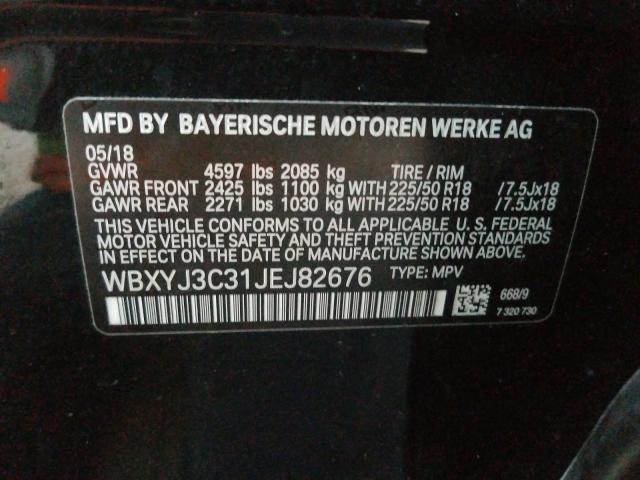 MFD BY BAYERISCHE MOTOREN WERKE AG
05/18
GVWR 4597 lbs 2085 kg TIRE / RIM
GAWR FRONT 2425 lbs 1100 kg WITH 225/50 R18 / 7.5Jx18
GAWR REAR 2271 lbs 1030 kg WITH 225/50 R18 / 7.5Jx18
THIS VEHICLE CONFORMS TO ALL APPLICABLE U. S. FEDERAL
MOTOR VEHICLE SAFETY AND THEFT PREVENTION STANDARDS
IN EFFECT ON THE DATE OF MANUFACTURE SHOWN ABOVE.
WBXYJ3C31JEJ82676 TYPE: MPV
668/9
7 320 730